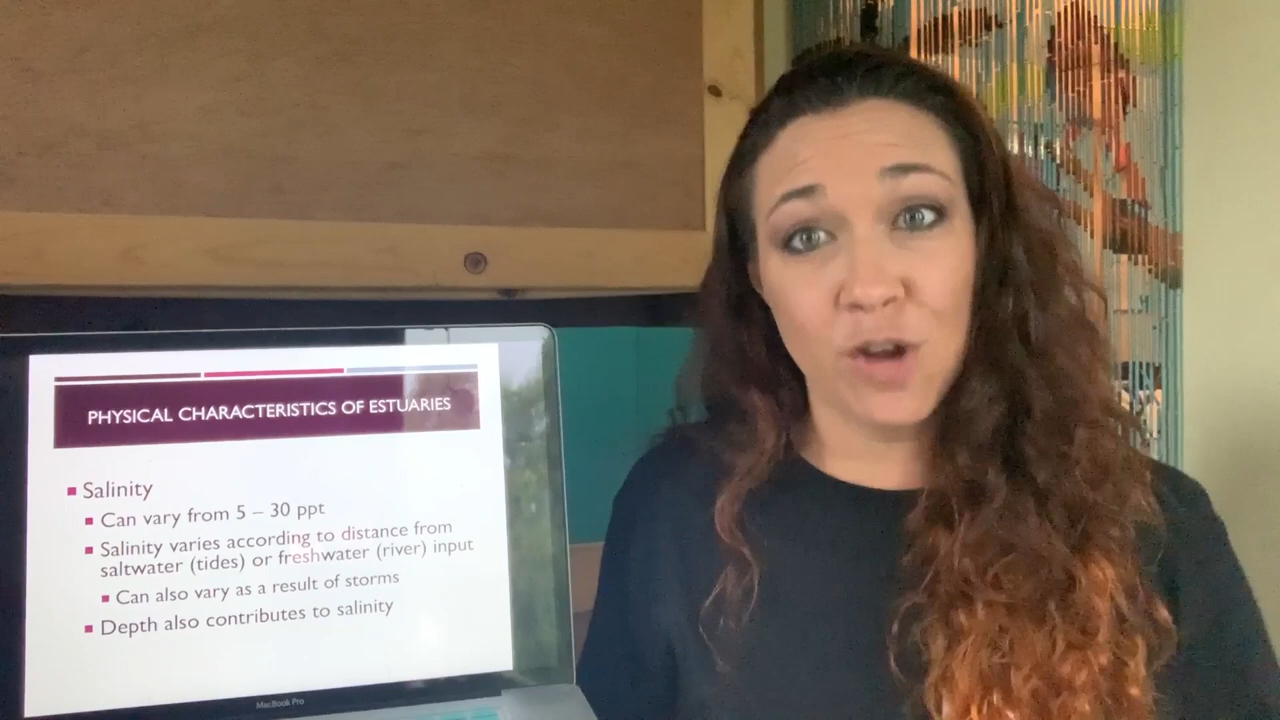 PHYSICAL CHARACTERISTICS OF ESTUARIES
Salinity
Can vary from 5 – 30 ppt
Salinity varies according to distance from
saltwater (tides) or freshwater (river) input
Can also vary as a result of storms
Depth also contributes to salinity
MacBook Pro